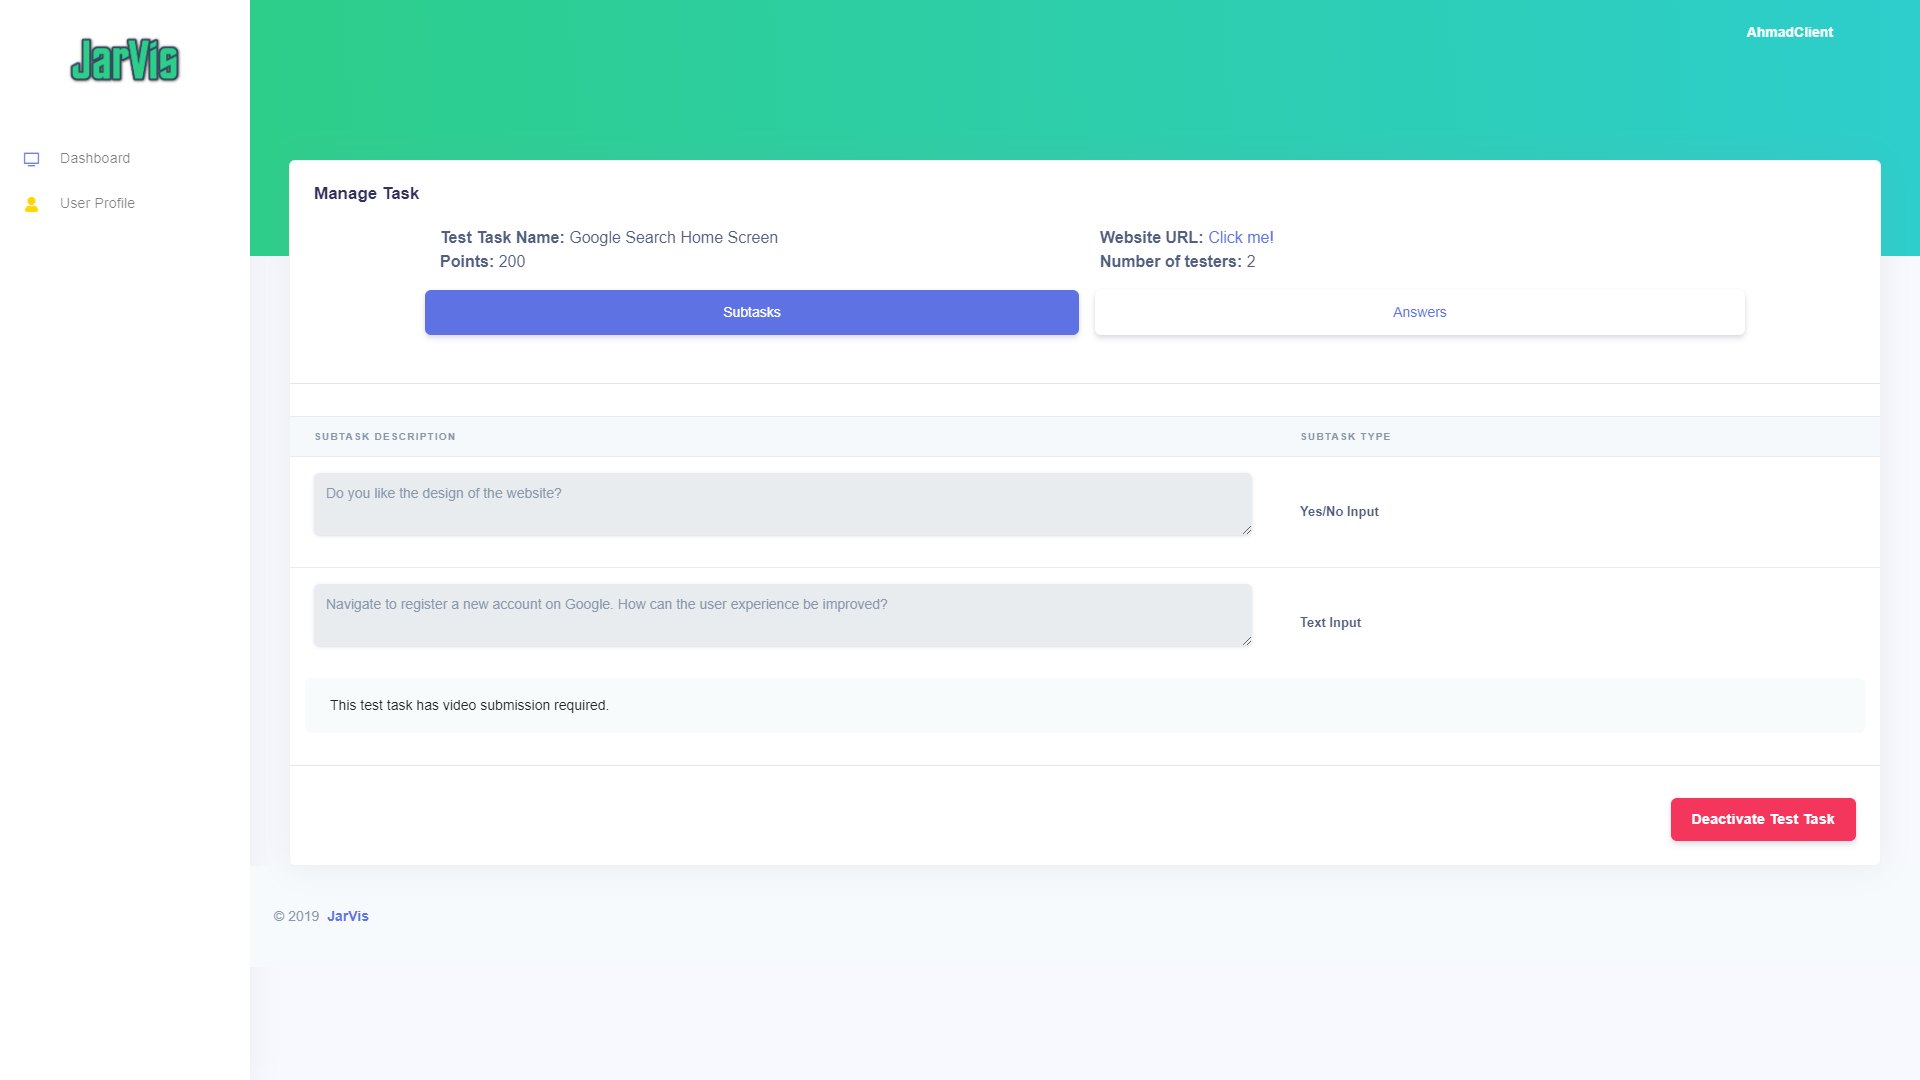 JarVis
AhmadClient
Dashboard
User Profile
Manage Task
Test Task Name: Google Search Home Screen
Website URL: Click me!
Points: 200
Number of testers: 2
Subtasks
Answers
SUBTASK DESCRIPTION
SUBTASK TYPE
Do you like the design of the website?
Yes/No Input
Navigate to register a new account on Google. How can the user experience be improved?
Text Input
This test task has video submission required.
Deactivate Test Task
© 2019 JarVis